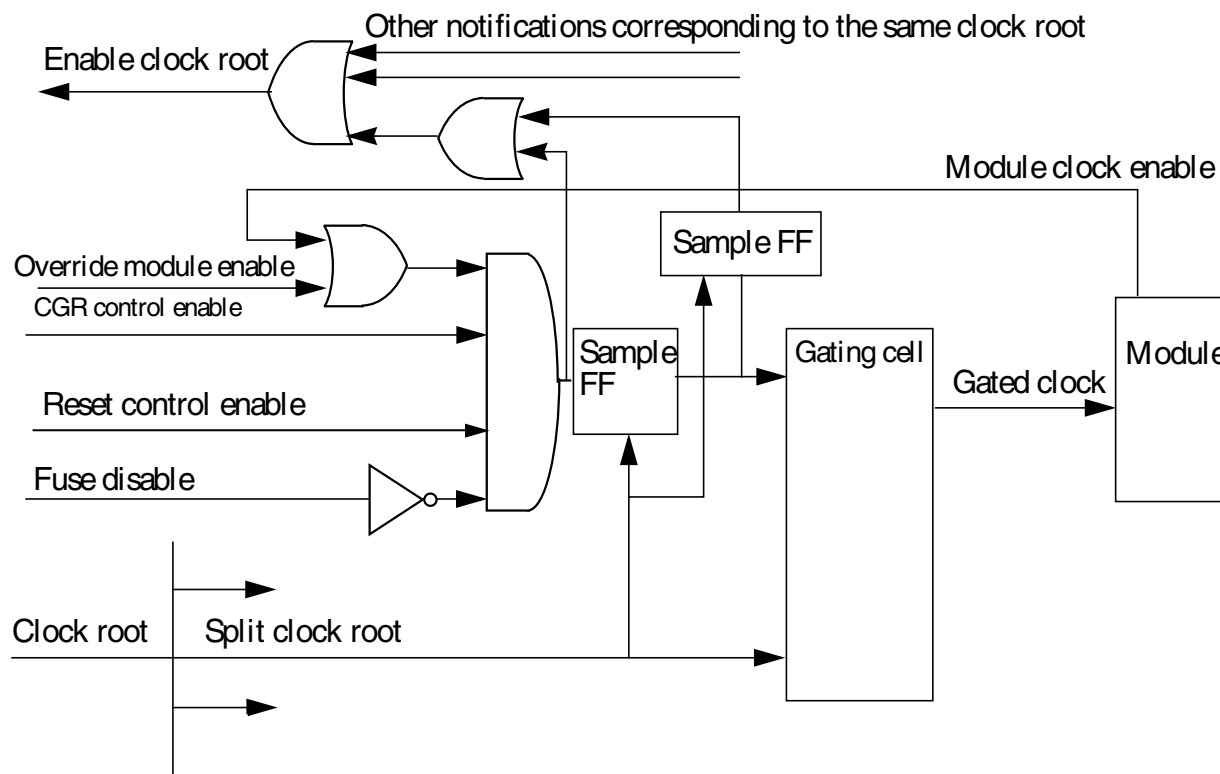 Other notifications corresponding to the same clock root
Enable clock root
Module clock enable
Sample FF
Override module enable
CGR control enable
Sample
FF
Gating cell
Module
Gated clock
Reset control enable
Fuse disable
Clock root
Split clock root